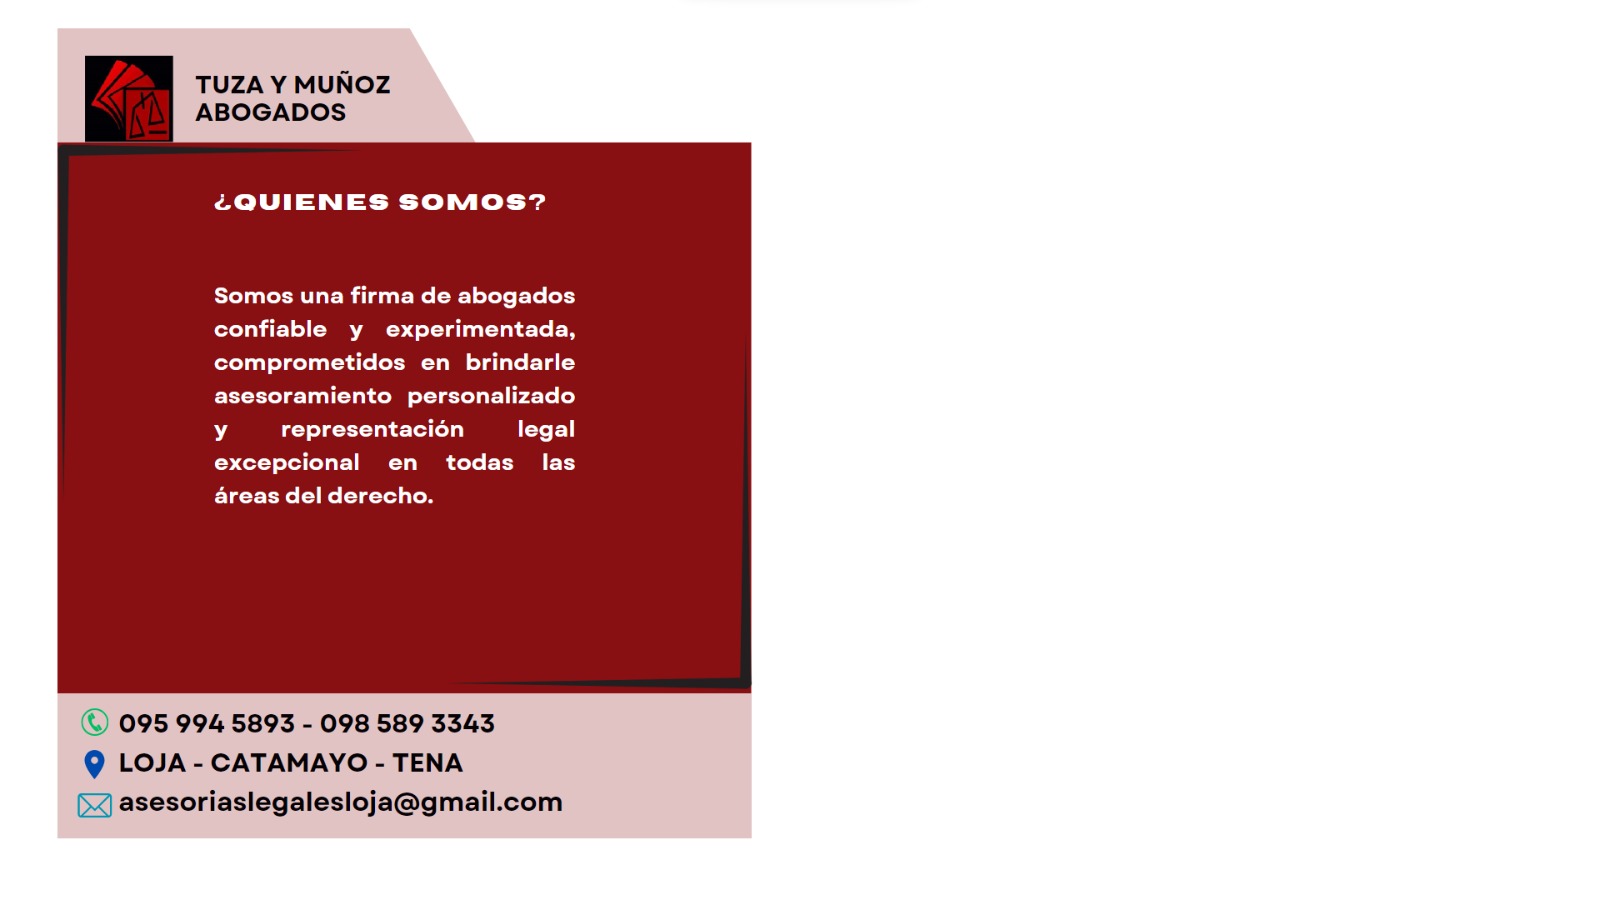 TUZA Y MUÑOZ
ABOGADOS
¿QUIENES SOMOS?
Somos una firma de abogados
confiable y experimentada,
comprometidos en brindarle
asesoramiento personalizado
y representación legal
excepcional en todas las
áreas del derecho.
095 994 5893 - 098 589 3343
LOJA - CATAMAYO - TENA
asesoriaslegalesloja@gmail.com